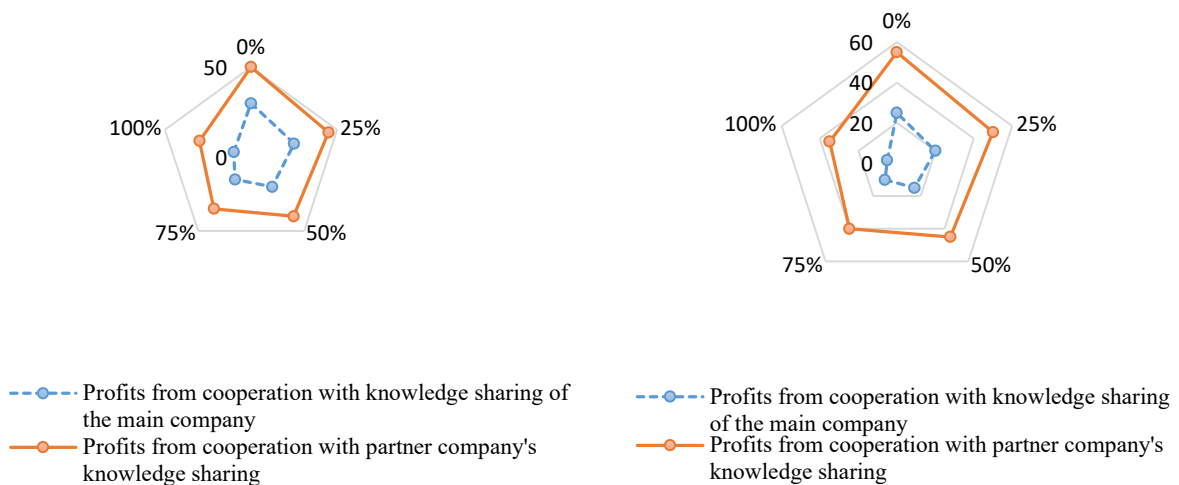 0%
50
100%
25%
0
75%
50%
Profits from cooperation with knowledge sharing of
the main company
Profits from cooperation with partner company's
knowledge sharing
0%
60
40
100%
20
25%
0
75%
50%
Profits from cooperation with knowledge sharing
of the main company
Profits from cooperation with partner company's
knowledge sharing